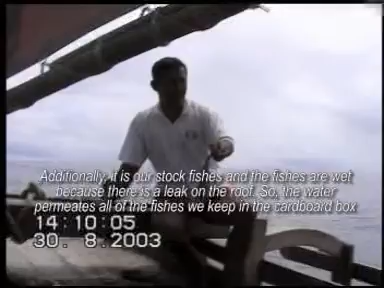 Additionally, it is our stock fishes and the fishes are wet
because there is a leak on the roof. So, the water
permeates all of the fishes we keep in the cardboard box
14:10:05
30. 8.2003